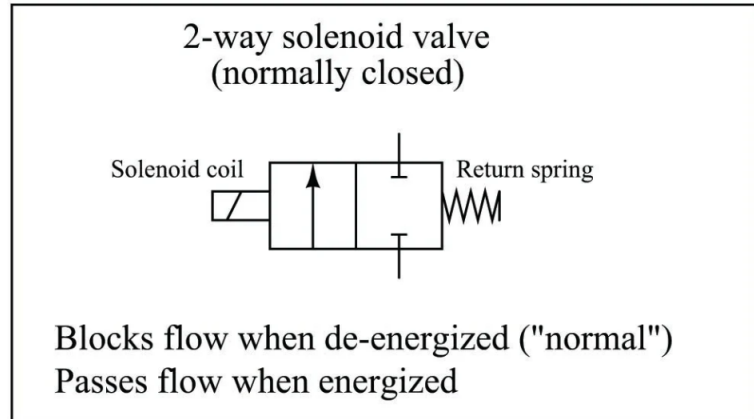 2-way solenoid valve
(normally closed)
Solenoid coil
Return spring
Blocks flow when de-energized ("normal")
Passes flow when energized